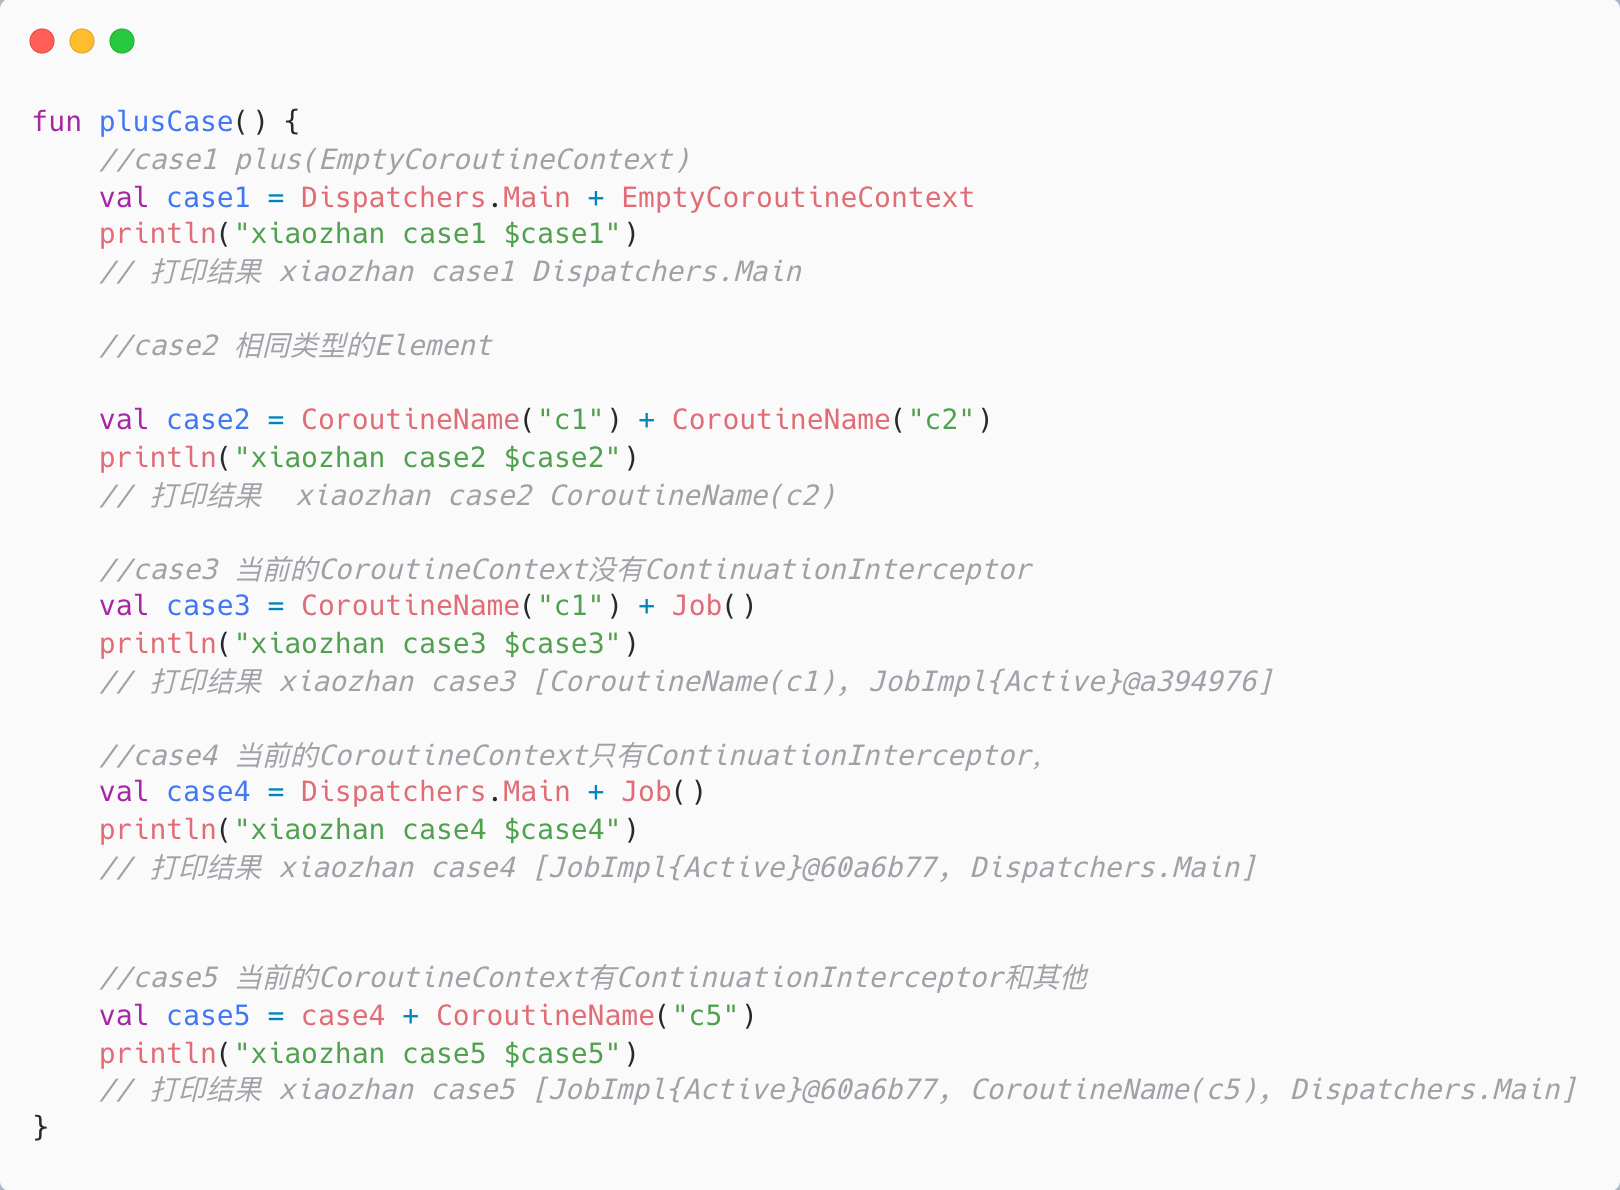 fun plusCase() {
    //case1 plus(EmptyCoroutineContext)
    val case1 = Dispatchers.Main + EmptyCoroutineContext
    println("xiaozhan case1 $case1")
    // 打印结果 xiaozhan case1 Dispatchers.Main

    //case2 相同类型的Element

    val case2 = CoroutineName("c1") + CoroutineName("c2")
    println("xiaozhan case2 $case2")
    // 打印结果  xiaozhan case2 CoroutineName(c2)

    //case3 当前的CoroutineContext没有ContinuationInterceptor
    val case3 = CoroutineName("c1") + Job()
    println("xiaozhan case3 $case3")
    // 打印结果 xiaozhan case3 [CoroutineName(c1), JobImpl{Active}@a394976]

    //case4 当前的CoroutineContext只有ContinuationInterceptor,
    val case4 = Dispatchers.Main + Job()
    println("xiaozhan case4 $case4")
    // 打印结果 xiaozhan case4 [JobImpl{Active}@60a6b77, Dispatchers.Main]


    //case5 当前的CoroutineContext有ContinuationInterceptor和其他
    val case5 = case4 + CoroutineName("c5")
    println("xiaozhan case5 $case5")
    // 打印结果 xiaozhan case5 [JobImpl{Active}@60a6b77, CoroutineName(c5), Dispatchers.Main]
}